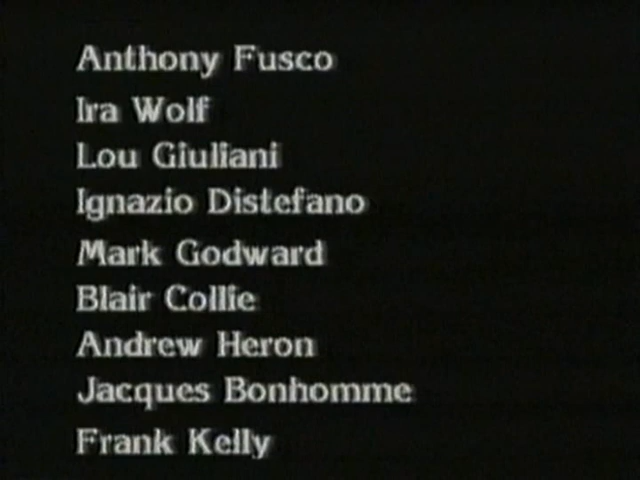 Anthony Fusco
Ira Wolf
Lou Giuliani
Ignazio Distefano
Mark Godward
Blair Collie
Andrew Heron
Jacques Bonhomme
Frank Kelly